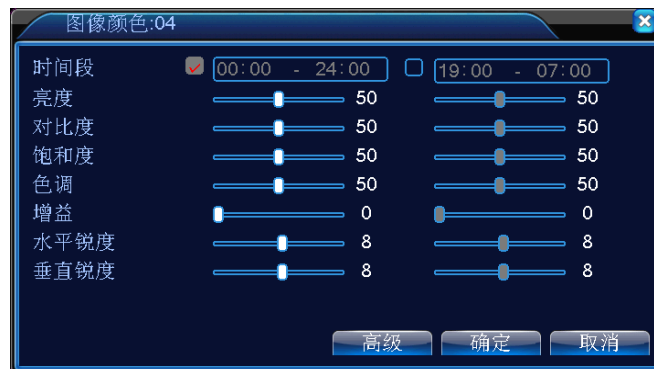 图像颜色:04
时间段 00:00 - 24:00 19:00 - 07:00
亮度 50 50
对比度 50 50
饱和度 50 50
色调 50 50
增益 0 0
水平锐度 8 8
垂直锐度 8 8
高级 确定 取消